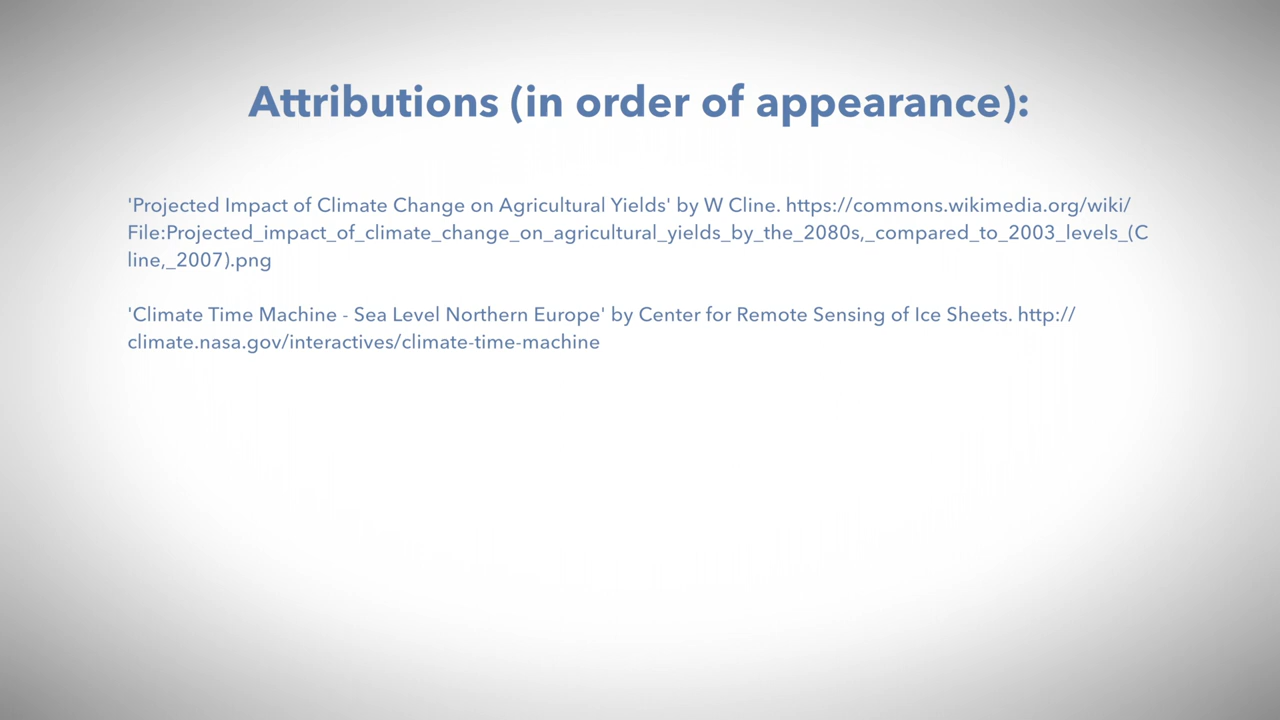 Attributions (in order of appearance):
'Projected Impact of Climate Change on Agricultural Yields' by W Cline. https://commons.wikimedia.org/wiki/
File:Projected_impact_of_climate_change_on_agricultural_yields_by_the_2080s,_compared_to_2003_levels_(C
line,_2007).png
'Climate Time Machine - Sea Level Northern Europe' by Center for Remote Sensing of Ice Sheets. http://
climate.nasa.gov/interactives/climate-time-machine